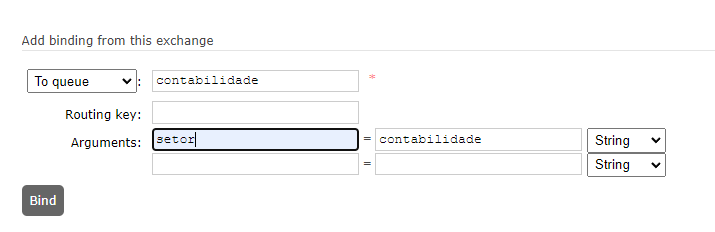 Add binding from this exchange
To queue : contabilidade *
Routing key:
Arguments: setor = contabilidade String
= String
Bind